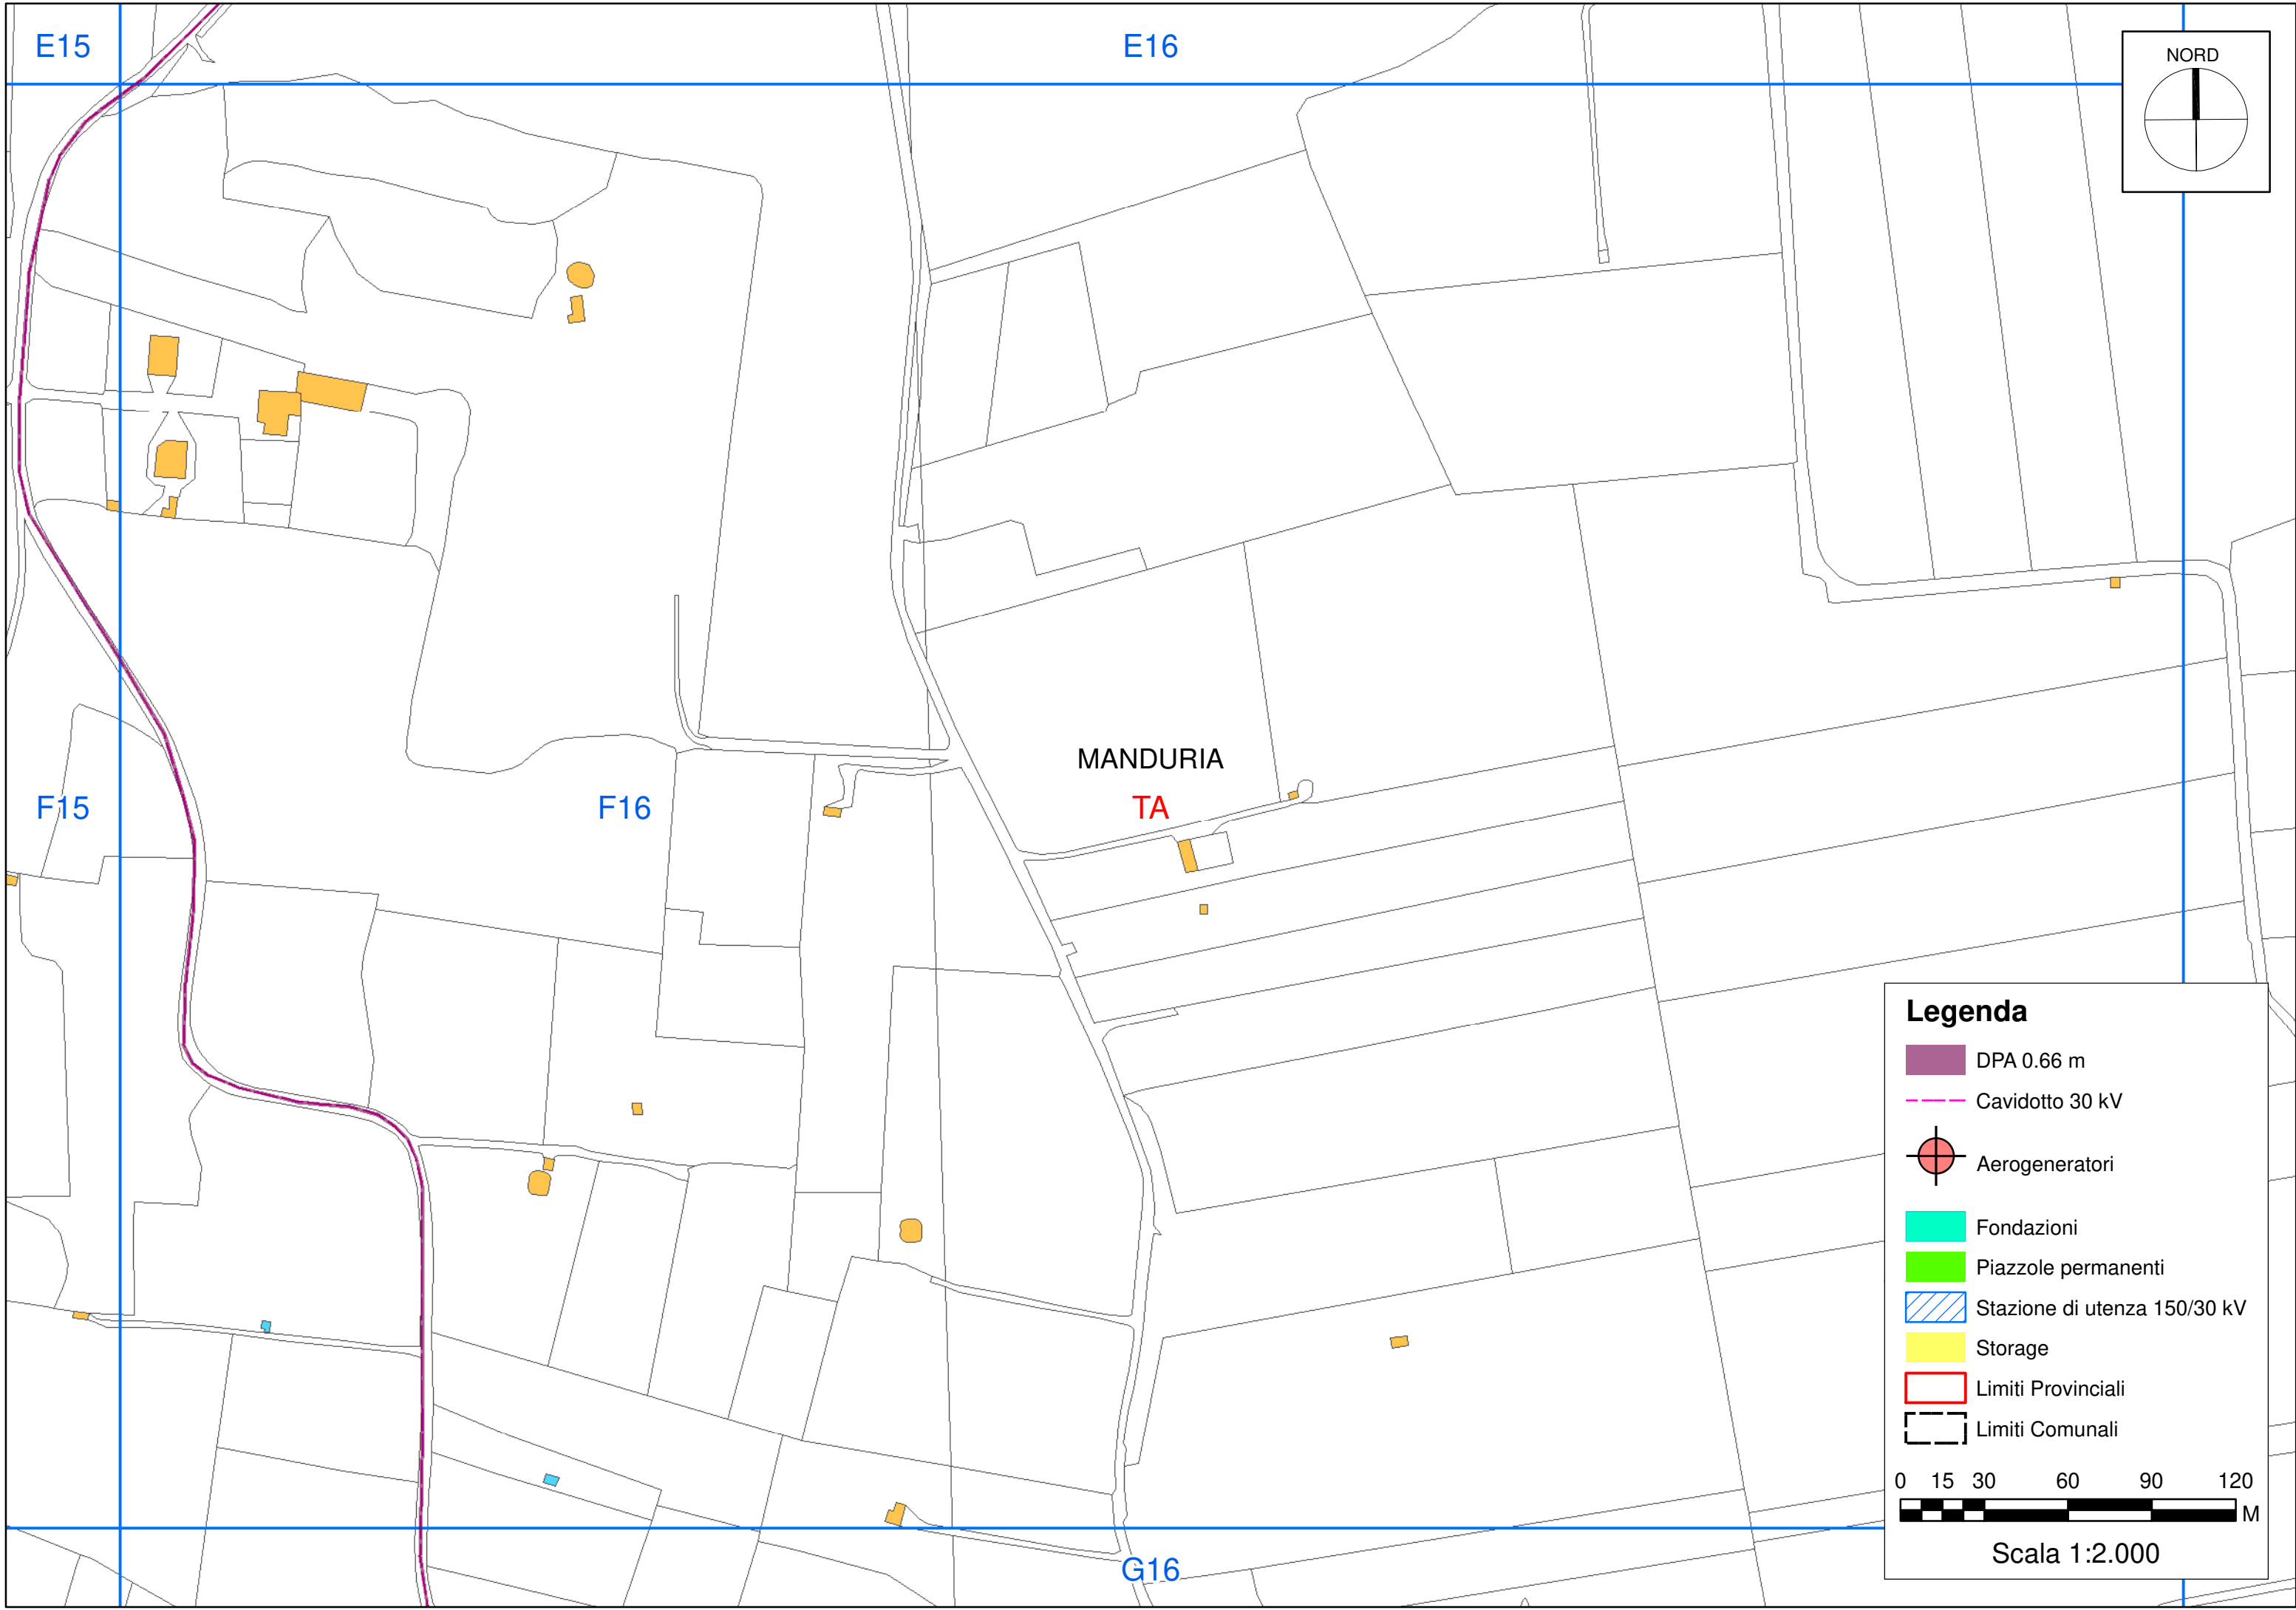 E15
E16
NORD
MANDURIA
F15
F16
TA
Legenda
DPA 0.66 m
Cavidotto 30 kV
Aerogeneratori
Fondazioni
Piazzole permanenti
Stazione di utenza 150/30 kV
Storage
Limiti Provinciali
Limiti Comunali
0 15 30 60 90 120
M
Scala 1:2.000
G16